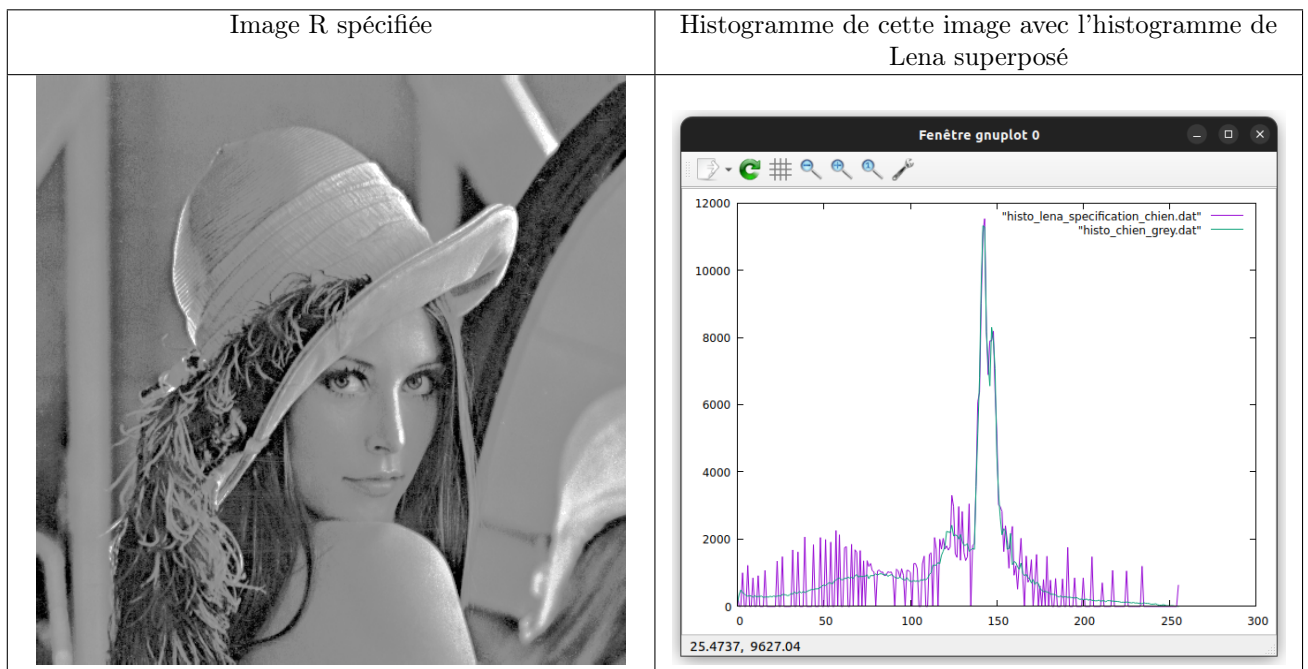 Image R spécifiée
Histogramme de cette image avec l'histogramme de
Lena superposé
Fenêtre gnuplot 0
12000
10000
8000
6000
4000
2000
0
"histo_lena_specification_chien.dat"
"histo_chien_grey.dat"
0 50 100 150 200 250 300
25.4737, 9627.04